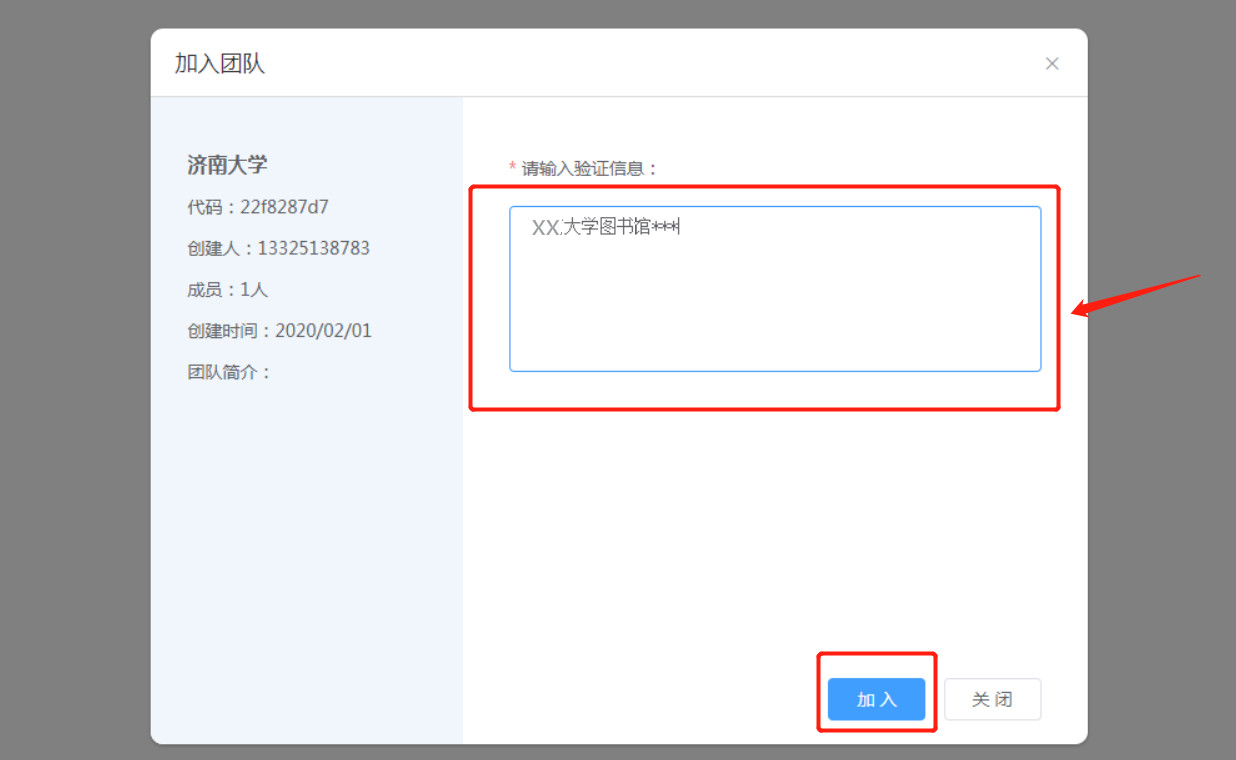 加入团队
济南大学
代码：22f8287d7
创建人：13325138783
成员：1人
创建时间：2020/02/01
团队简介：
* 请输入验证信息：
XX大学图书馆***
加入
关闭